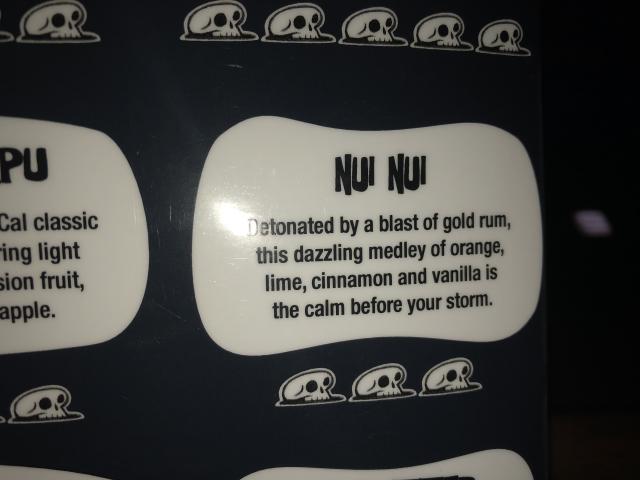 PU
Cal classic
ring light
sion fruit,
apple.
NUI NUI
Detonated by a blast of gold rum,
this dazzling medley of orange,
lime, cinnamon and vanilla is
the calm before your storm.